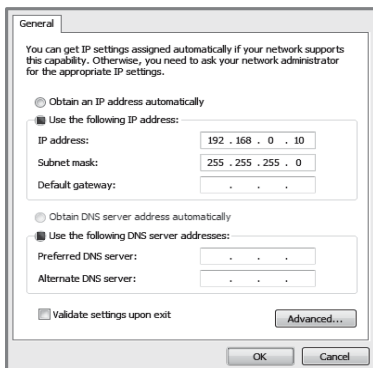 General
You can get IP settings assigned automatically if your network supports
this capability. Otherwise, you need to ask your network administrator
for the appropriate IP settings.
Obtain an IP address automatically
Use the following IP address:
IP address: 192 . 168 . 0 . 10
Subnet mask: 255 . 255 . 255 . 0
Default gateway: . . .
Obtain DNS server address automatically
Use the following DNS server addresses:
Preferred DNS server: . . .
Alternate DNS server: . . .
Validate settings upon exit
Advanced...
OK Cancel